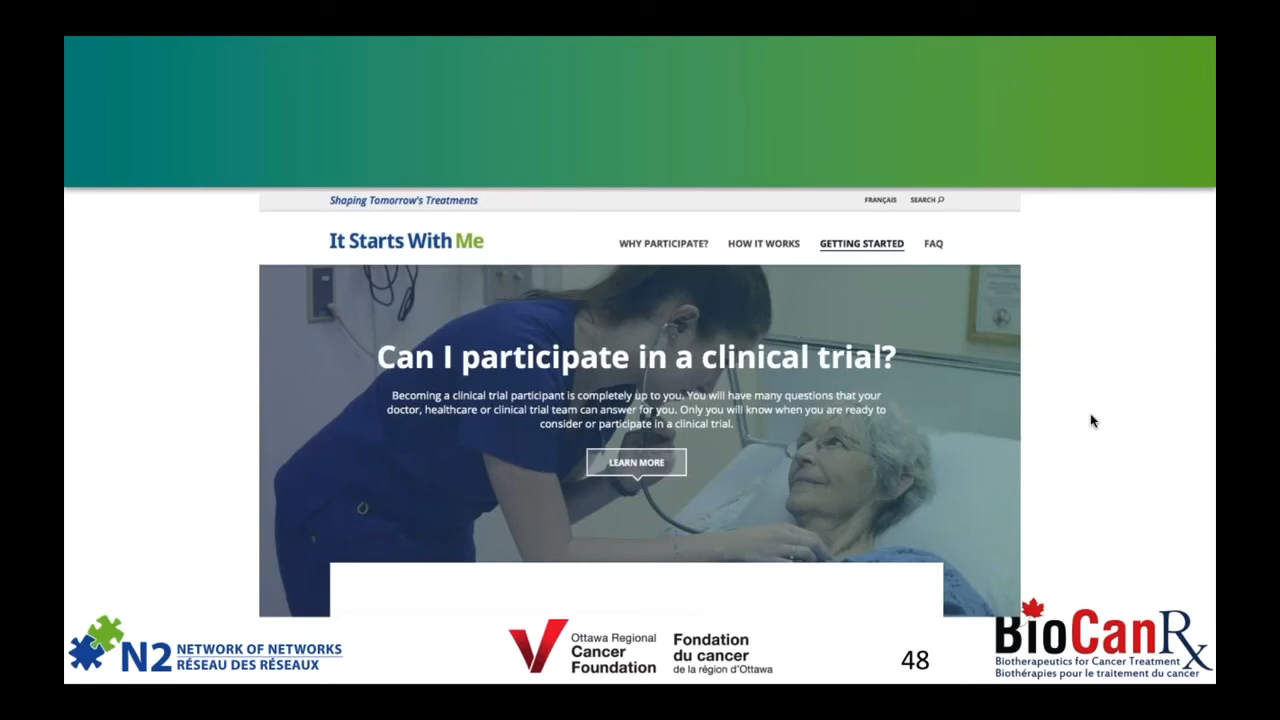 Shaping Tomorrow's Treatments
FRANÇAIS SEARCH
It Starts With Me
WHY PARTICIPATE? HOW IT WORKS GETTING STARTED FAQ
Can I participate in a clinical trial?
Becoming a clinical trial participant is completely up to you. You will have many questions that your
doctor, healthcare or clinical trial team can answer for you. Only you will know when you are ready to
consider or participate in a clinical trial.
LEARN MORE
N2 NETWORK OF NETWORKS
RÉSEAU DES RÉSEAUX
Ottawa Regional
Cancer
Foundation
Fondation
du cancer
de la région d'Ottawa
48
BioCanRx
Biotherapeutics for Cancer Treatment
Biothérapies pour le traitement du cancer